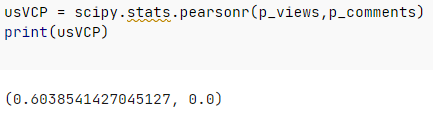 usVCP = scipy.stats.pearsonr(p_views,p_comments)
print(usVCP)
(0.6038541427045127, 0.0)